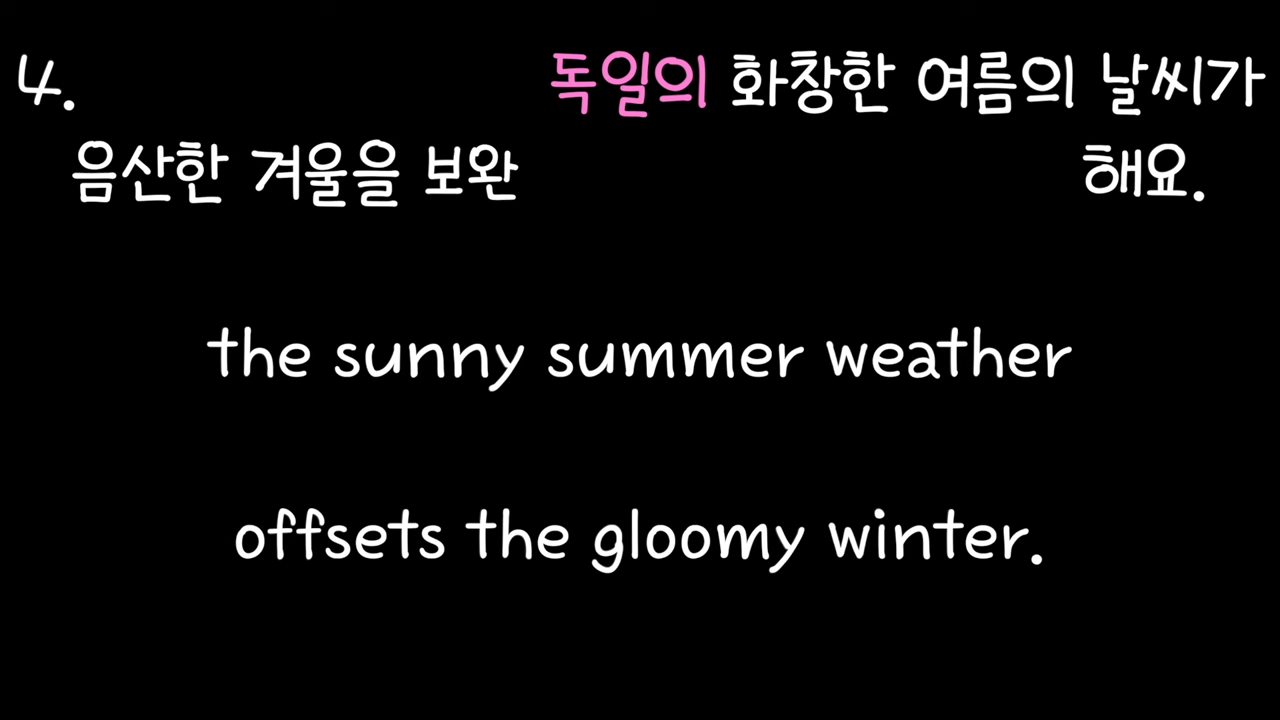 4. 독일의 화창한 여름의 날씨가
음산한 겨울을 보완 해요.
the sunny summer weather
offsets the gloomy winter.